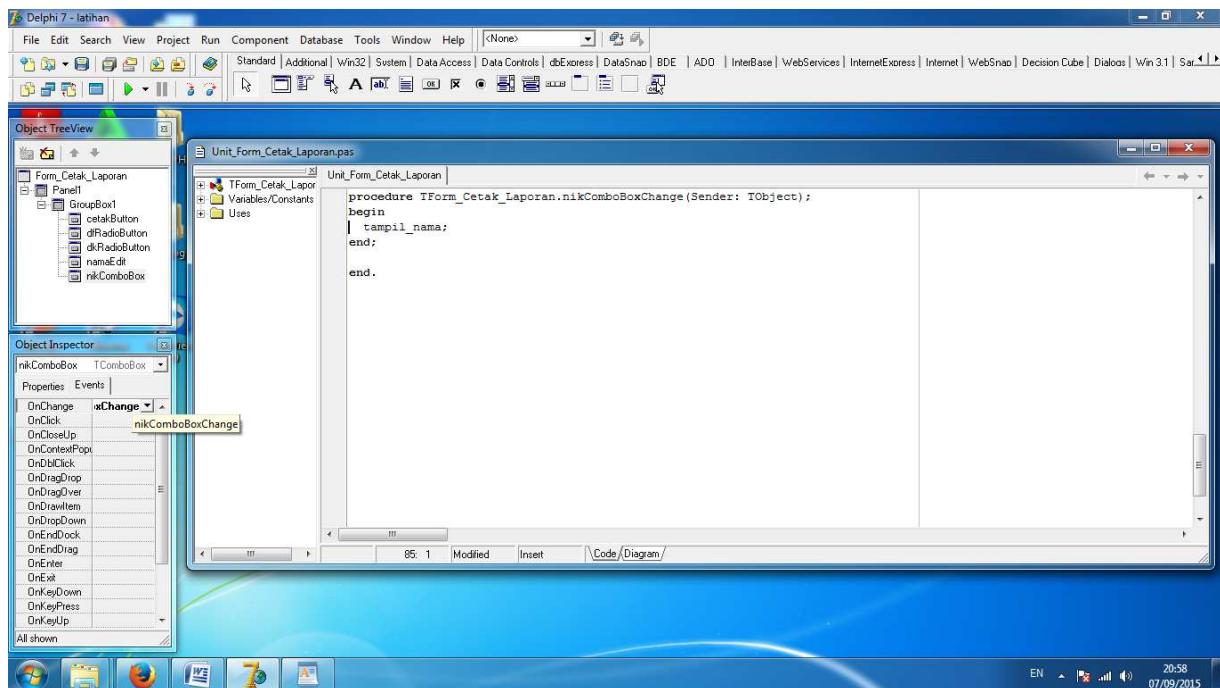 Delphi 7 - latihan
File Edit Search View Project Run Component Database Tools Window Help <None>
Standard Additional Win32 System Data Access Data Controls dbExpress DataSnap BDE ADO InterBase WebServices InternetExpress Internet WebSnap Decision Cube Dialogs Win 3.1
Object TreeView
Form_Cetak_Laporan
Panel1
GroupBox1
cetakButton
dfRadioButton
dkRadioButton
namaEdit
nikComboBox
Object Inspector
nikComboBox TComboBox
Properties Events
OnChange xChange
OnClick
OnCloseUp
OnContextPopu
OnDblClick
OnDragDrop
OnDragOver
OnDrawItem
OnDropDown
OnEndDock
OnEndDrag
OnEnter
OnExit
OnKeyDown
OnKeyPress
OnKeyUp
All shown
nikComboBoxChange
Unit_Form_Cetak_Laporan.pas
TForm_Cetak_Lapor
Variables/Constants
Uses
Unit_Form_Cetak_Laporan
procedure TForm_Cetak_Laporan.nikComboBoxChange(Sender: TObject);
begin
tampil_nama;
end;
end.
85: 1 Modified Insert Code Diagram
EN 20:58
07/09/2015